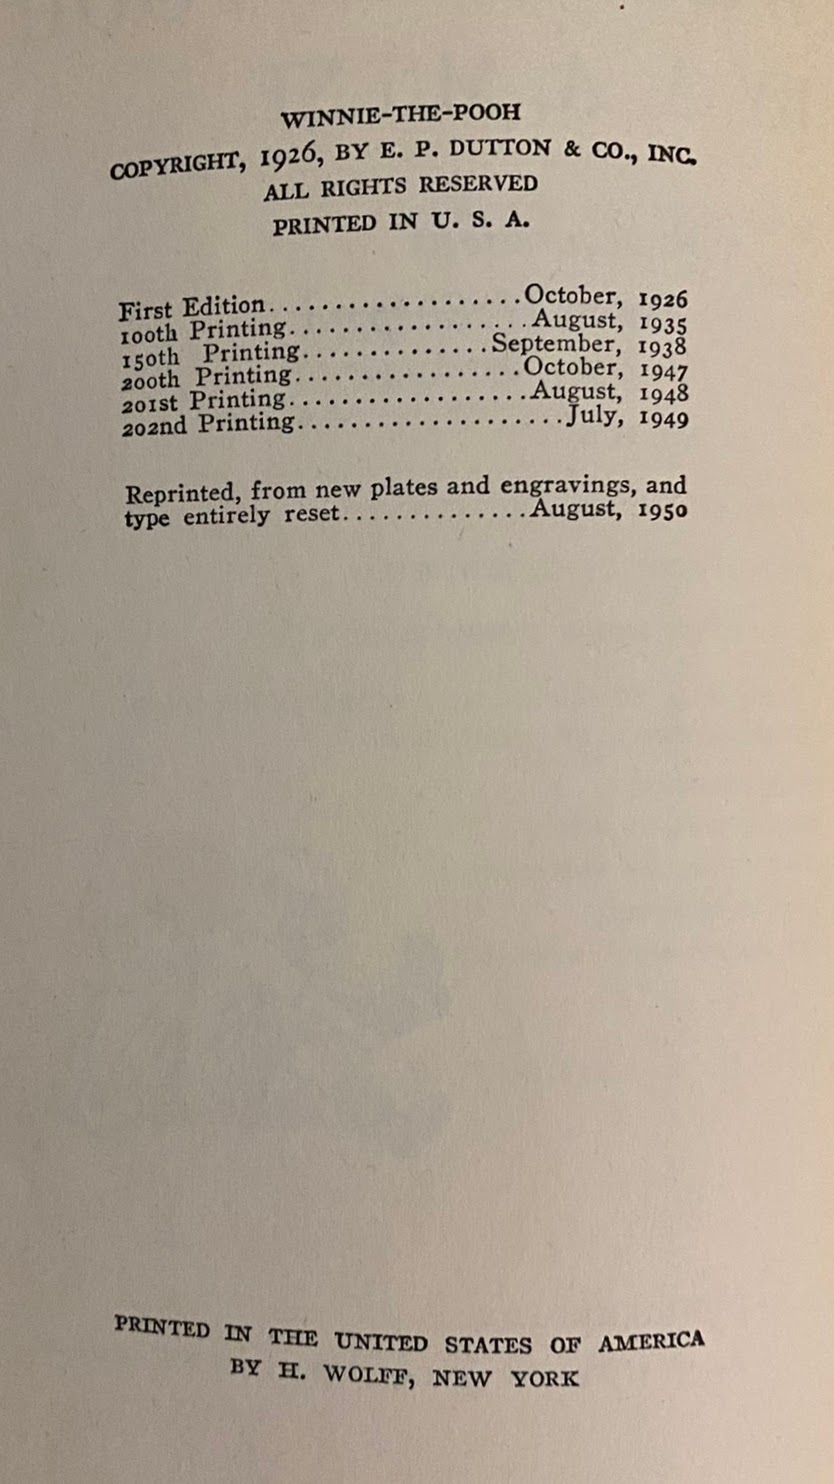 WINNIE-THE-POOH
COPYRIGHT, 1926, BY E. P. DUTTON & CO., INC.
ALL RIGHTS RESERVED
PRINTED IN U. S. A.
First Edition...................October, 1926
100th Printing..................August, 1935
150th Printing..............September, 1938
200th Printing.................October, 1947
201st Printing..................August, 1948
202nd Printing....................July, 1949
Reprinted, from new plates and engravings, and
type entirely reset..............August, 1950
PRINTED IN THE UNITED STATES OF AMERICA
BY H. WOLFF, NEW YORK